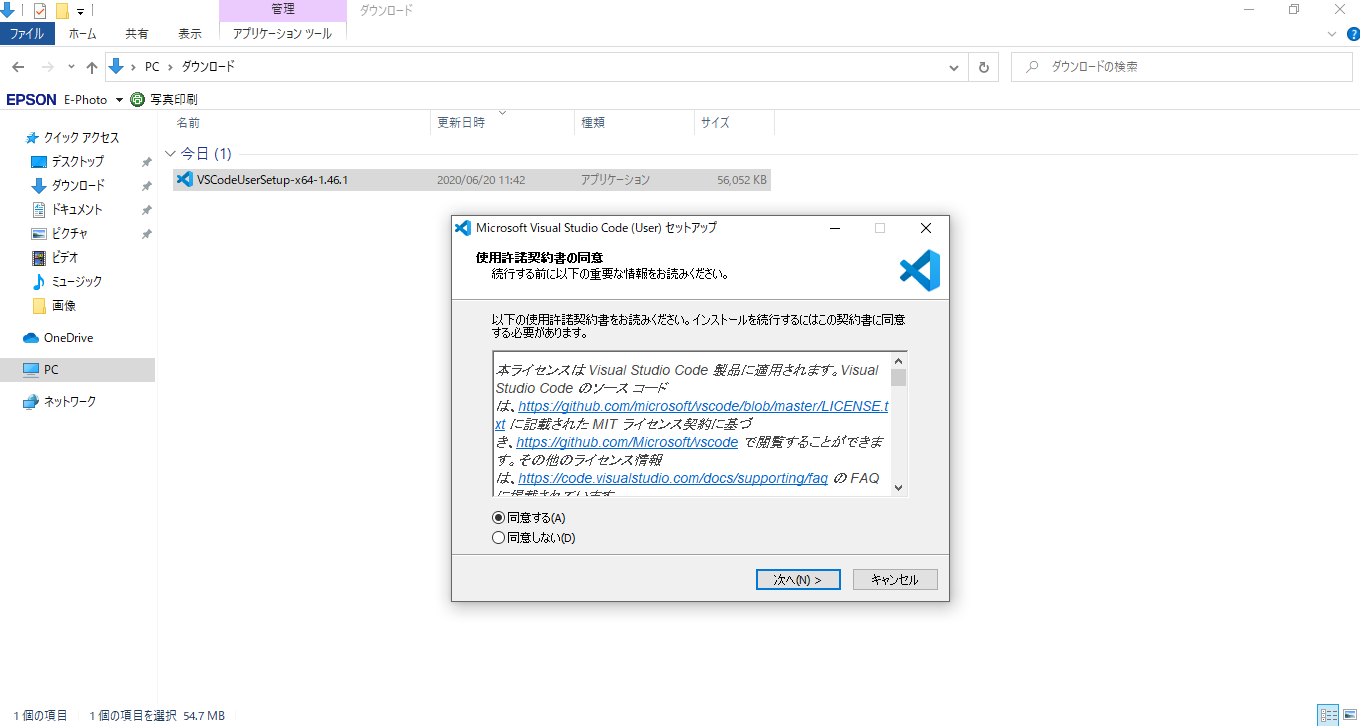 管理
ダウンロード
ファイル
ホーム
共有
表示
アプリケーション ツール
PC
ダウンロード
ダウンロードの検索
EPSON E-Photo
写真印刷
名前
更新日時
種類
サイズ
今日 (1)
VSCodeUserSetup-x64-1.46.1
2020/06/20 11:42
アプリケーション
56,052 KB
クイック アクセス
デスクトップ
ダウンロード
ドキュメント
ピクチャ
ビデオ
ミュージック
画像
OneDrive
PC
ネットワーク
Microsoft Visual Studio Code (User) セットアップ
使用許諾契約書の同意
続行する前に以下の重要な情報をお読みください。
以下の使用許諾契約書をお読みください。インストールを続行するにはこの契約書に同意
する必要があります。
本ライセンスは Visual Studio Code 製品に適用されます。Visual
Studio Code のソース コード
は、https://github.com/microsoft/vscode/blob/master/LICENSE.t
xt に記載された MIT ライセンス契約に基づ
き、https://github.com/Microsoft/vscode で閲覧することができま
す。その他のライセンス情報
は、https://code.visualstudio.com/docs/supporting/faq の FAQ
に掲載されています。
同意する(A)
同意しない(D)
次へ(N) >
キャンセル
1 個の項目
1 個の項目を選択 54.7 MB